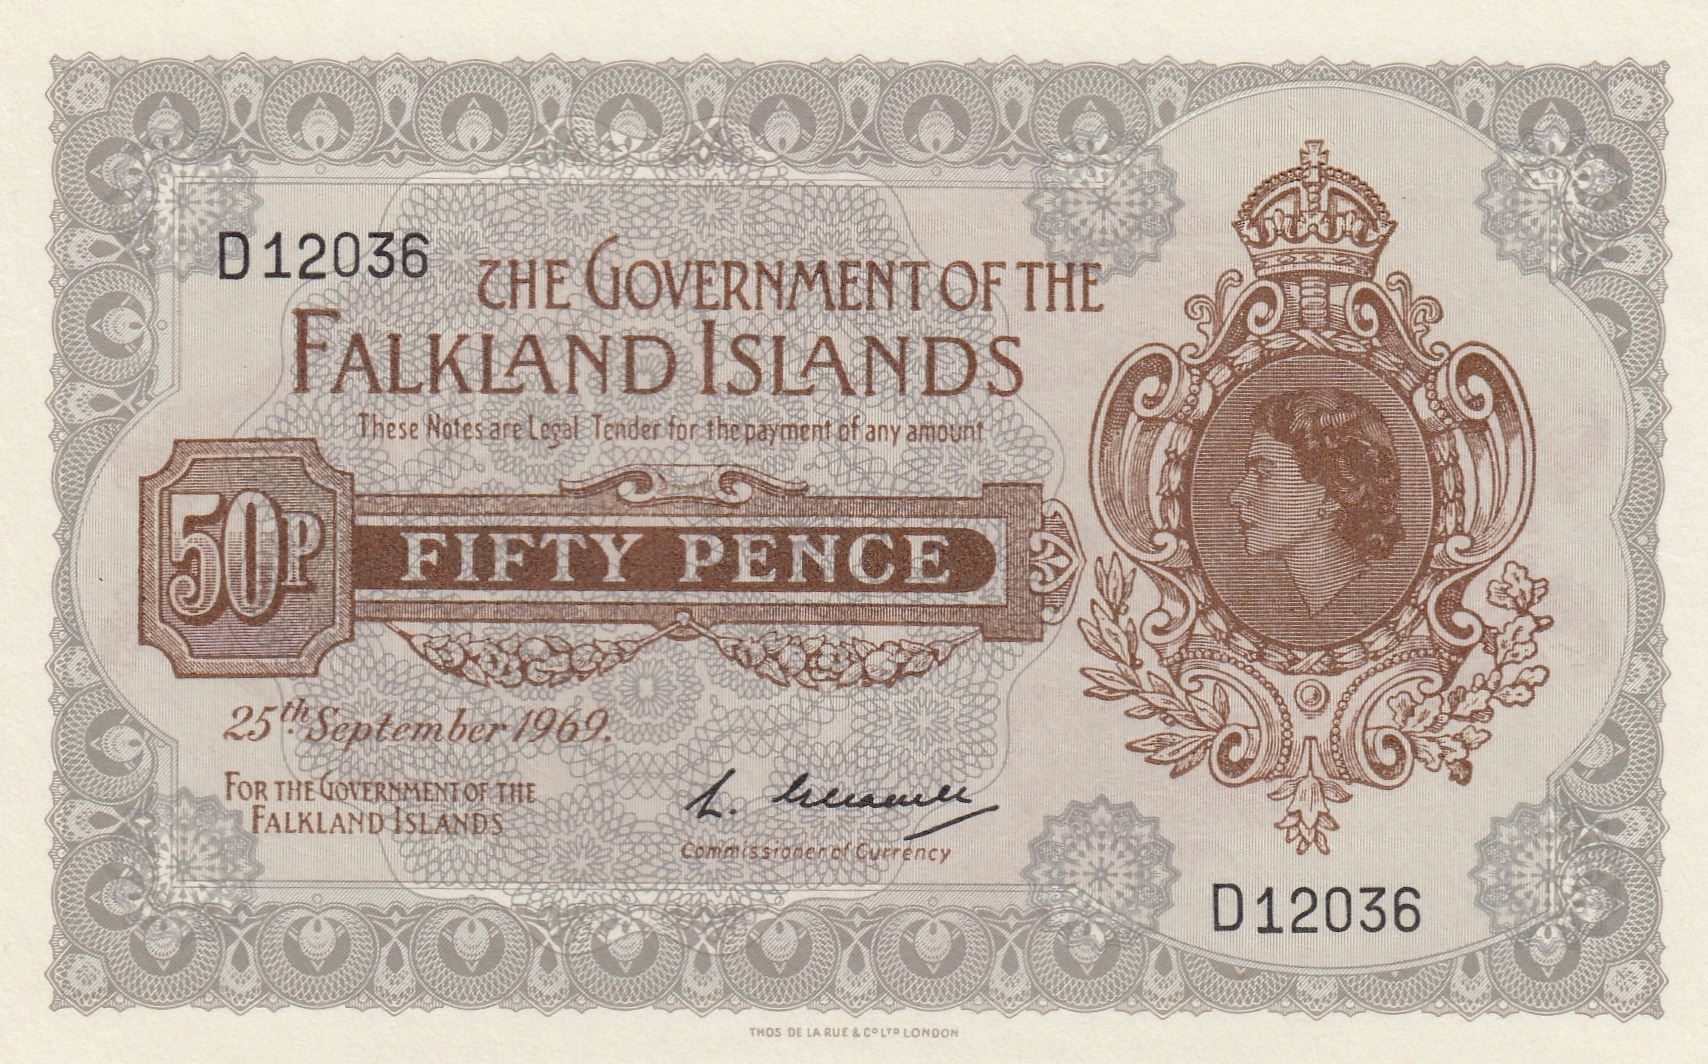 D12036
THE GOVERNMENT OF THE
FALKLAND ISLANDS
These Notes are Legal Tender for the payment of any amount
50P
FIFTY PENCE
25th September 1969.
FOR THE GOVERNMENT OF THE
FALKLAND ISLANDS
L.
Commissioner of Currency
D12036
THOS DE LA RUE & Co LTD LONDON